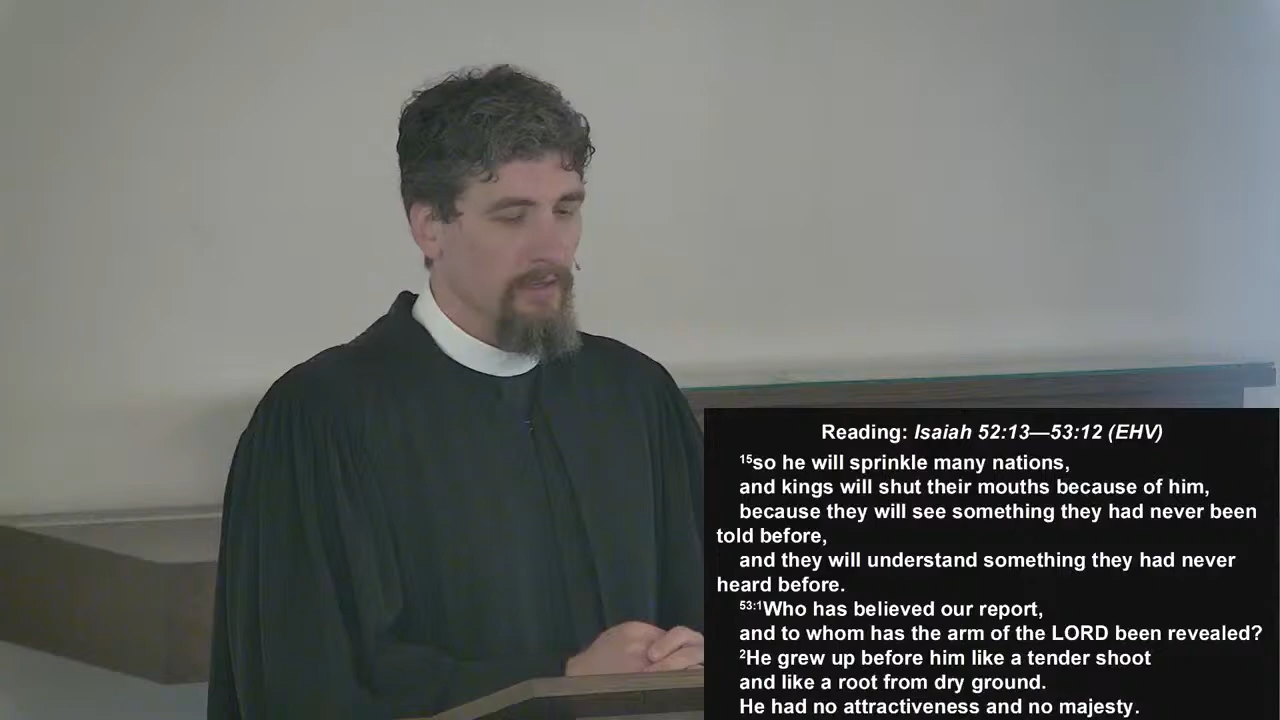 Reading: Isaiah 52:13—53:12 (EHV)
15so he will sprinkle many nations,
and kings will shut their mouths because of him,
because they will see something they had never been
told before,
and they will understand something they had never
heard before.
53:1Who has believed our report,
and to whom has the arm of the LORD been revealed?
2He grew up before him like a tender shoot
and like a root from dry ground.
He had no attractiveness and no majesty.